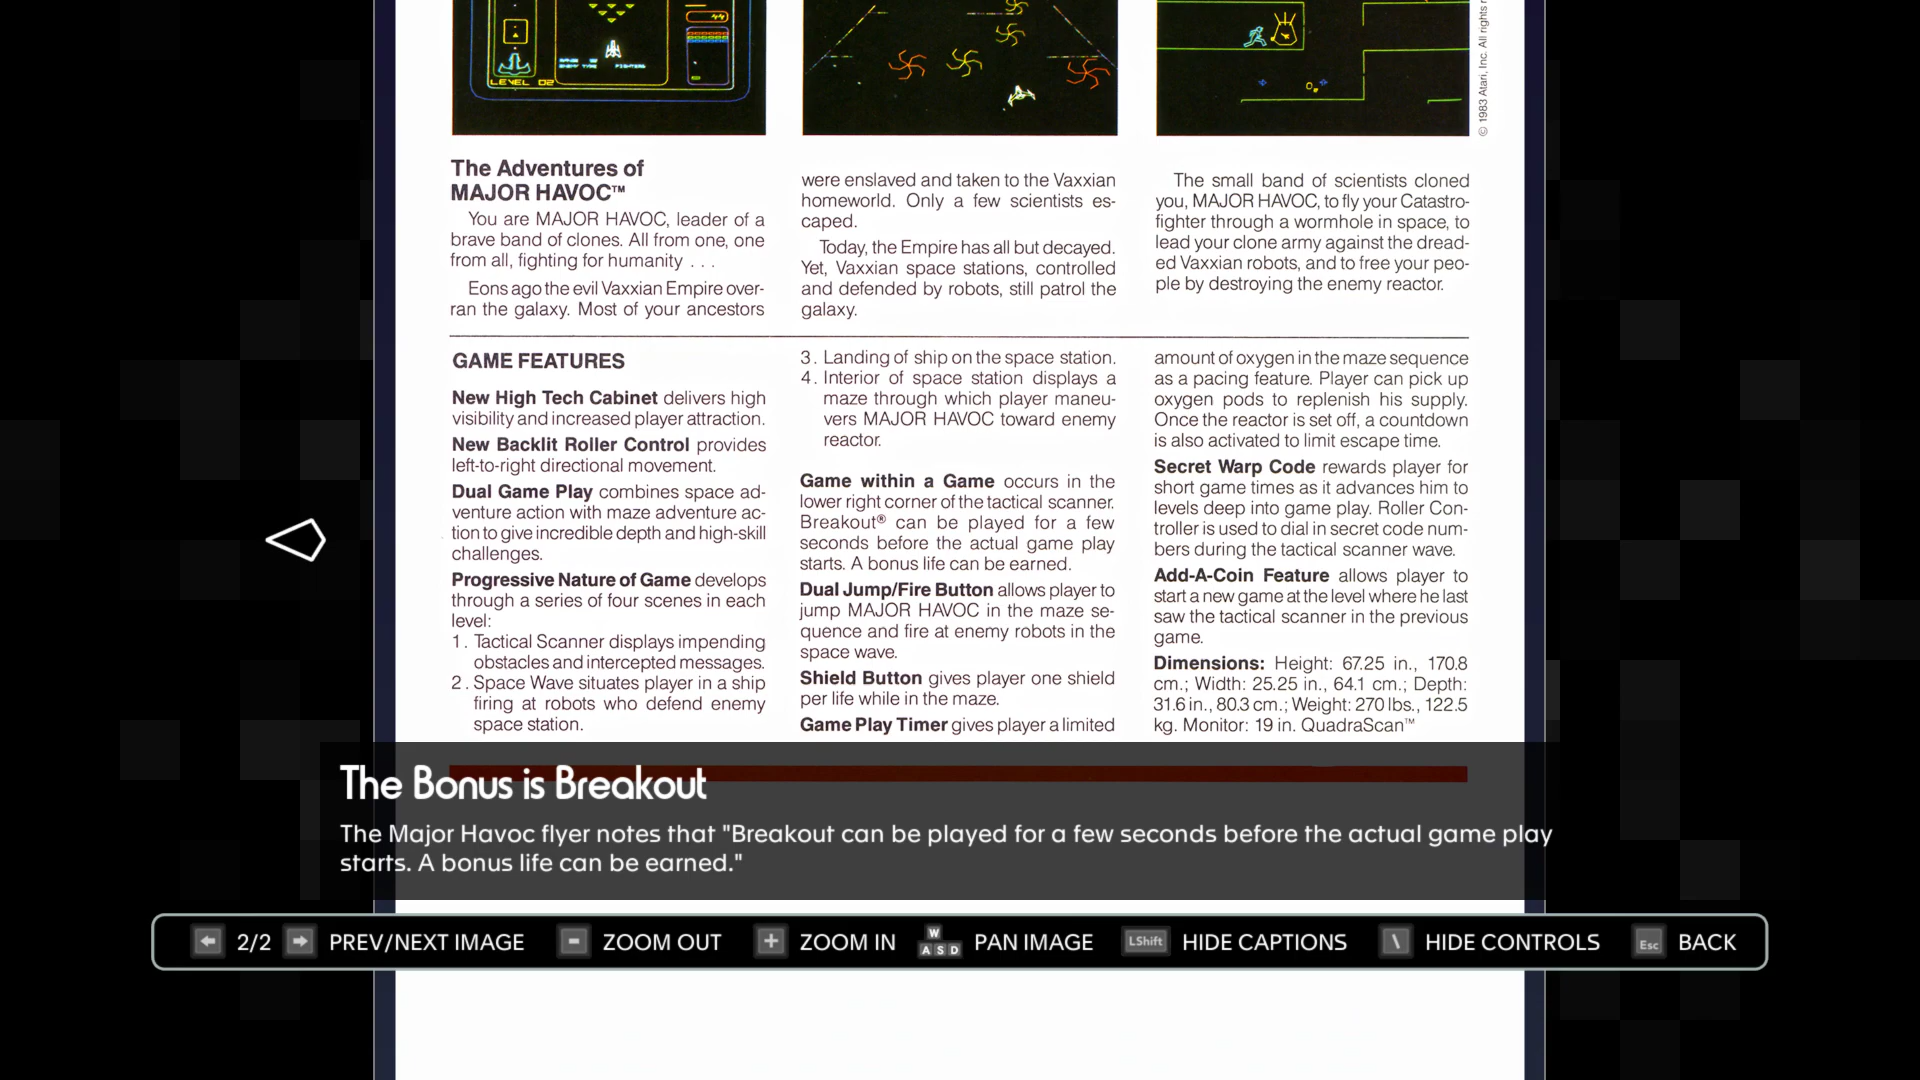 LEVEL 02
© 1983 Atari, Inc. All rights
The Adventures of
MAJOR HAVOC™
You are MAJOR HAVOC, leader of a
brave band of clones. All from one, one
from all, fighting for humanity . . .
Eons ago the evil Vaxxian Empire over-
ran the galaxy. Most of your ancestors
were enslaved and taken to the Vaxxian
homeworld. Only a few scientists es-
caped.
Today, the Empire has all but decayed.
Yet, Vaxxian space stations, controlled
and defended by robots, still patrol the
galaxy.
The small band of scientists cloned
you, MAJOR HAVOC, to fly your Catastro-
fighter through a wormhole in space, to
lead your clone army against the dread-
ed Vaxxian robots, and to free your peo-
ple by destroying the enemy reactor.
GAME FEATURES
New High Tech Cabinet delivers high
visibility and increased player attraction.
New Backlit Roller Control provides
left-to-right directional movement.
Dual Game Play combines space ad-
venture action with maze adventure ac-
tion to give incredible depth and high-skill
challenges.
Progressive Nature of Game develops
through a series of four scenes in each
level:
1. Tactical Scanner displays impending
obstacles and intercepted messages.
2. Space Wave situates player in a ship
firing at robots who defend enemy
space station.
3. Landing of ship on the space station.
4. Interior of space station displays a
maze through which player maneu-
vers MAJOR HAVOC toward enemy
reactor.
Game within a Game occurs in the
lower right corner of the tactical scanner.
Breakout® can be played for a few
seconds before the actual game play
starts. A bonus life can be earned.
Dual Jump/Fire Button allows player to
jump MAJOR HAVOC in the maze se-
quence and fire at enemy robots in the
space wave.
Shield Button gives player one shield
per life while in the maze.
Game Play Timer gives player a limited
amount of oxygen in the maze sequence
as a pacing feature. Player can pick up
oxygen pods to replenish his supply.
Once the reactor is set off, a countdown
is also activated to limit escape time.
Secret Warp Code rewards player for
short game times as it advances him to
levels deep into game play. Roller Con-
troller is used to dial in secret code num-
bers during the tactical scanner wave.
Add-A-Coin Feature allows player to
start a new game at the level where he last
saw the tactical scanner in the previous
game.
Dimensions: Height: 67.25 in., 170.8
cm.; Width: 25.25 in., 64.1 cm.; Depth:
31.6 in., 80.3 cm.; Weight: 270 lbs., 122.5
kg. Monitor: 19 in. QuadraScan™
The Bonus is Breakout
The Major Havoc flyer notes that "Breakout can be played for a few seconds before the actual game play
starts. A bonus life can be earned."
2/2 PREV/NEXT IMAGE - ZOOM OUT + ZOOM IN W A S D PAN IMAGE LShift HIDE CAPTIONS \ HIDE CONTROLS Esc BACK